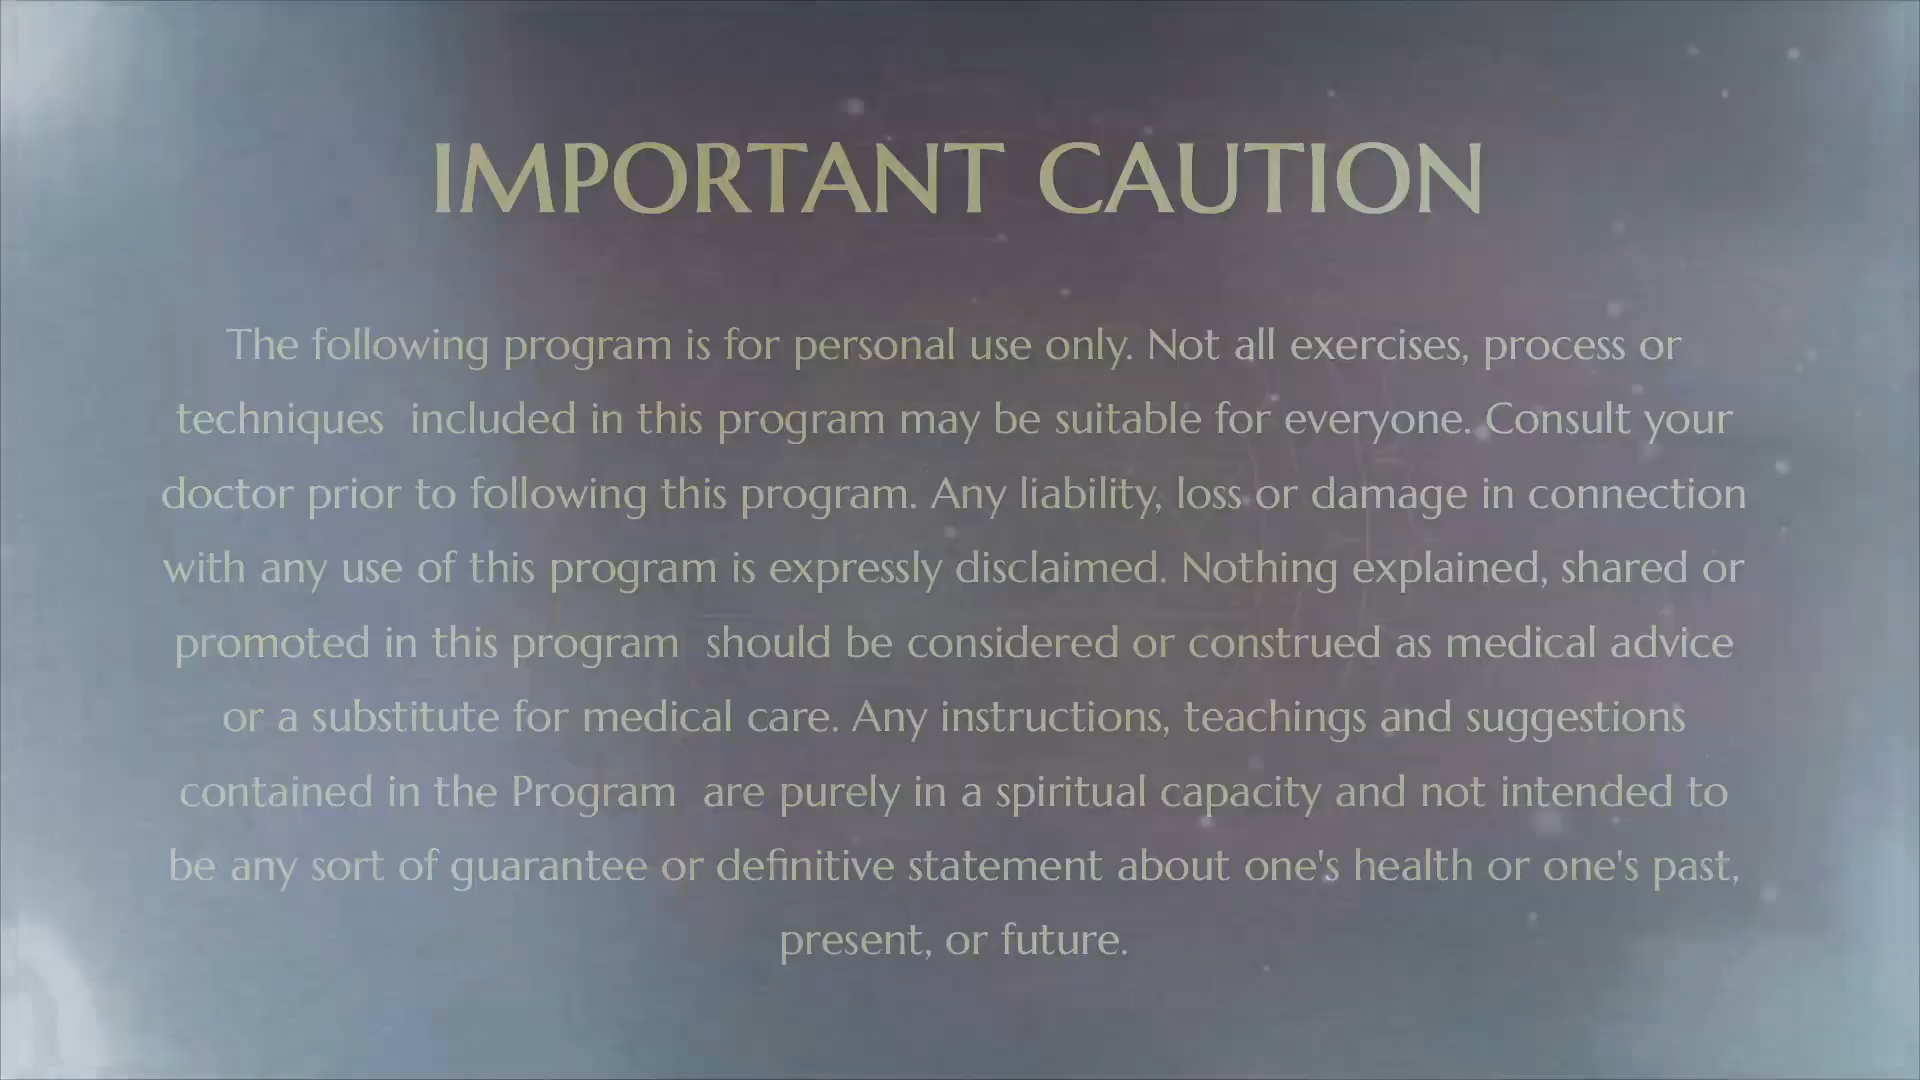 IMPORTANT CAUTION
The following program is for personal use only. Not all exercises, process or
techniques  included in this program may be suitable for everyone. Consult your
doctor prior to following this program. Any liability, loss or damage in connection
with any use of this program is expressly disclaimed. Nothing explained, shared or
promoted in this program  should be considered or construed as medical advice
or a substitute for medical care. Any instructions, teachings and suggestions
contained in the Program  are purely in a spiritual capacity and not intended to
be any sort of guarantee or definitive statement about one's health or one's past,
present, or future.